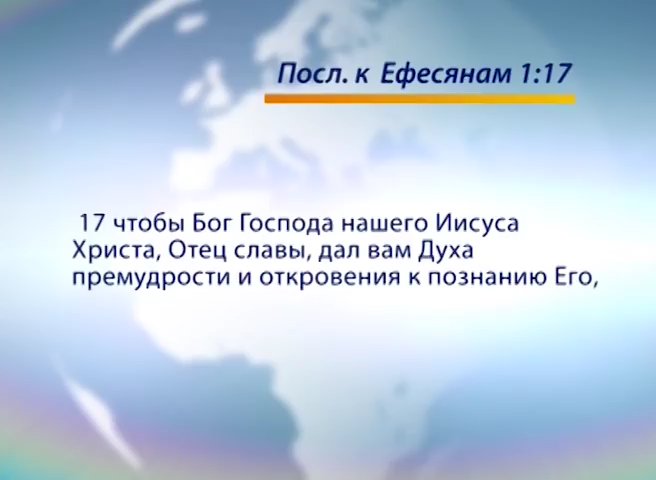 Посл. к Ефесянам 1:17
17 чтобы Бог Господа нашего Иисуса
Христа, Отец славы, дал вам Духа
премудрости и откровения к познанию Его,